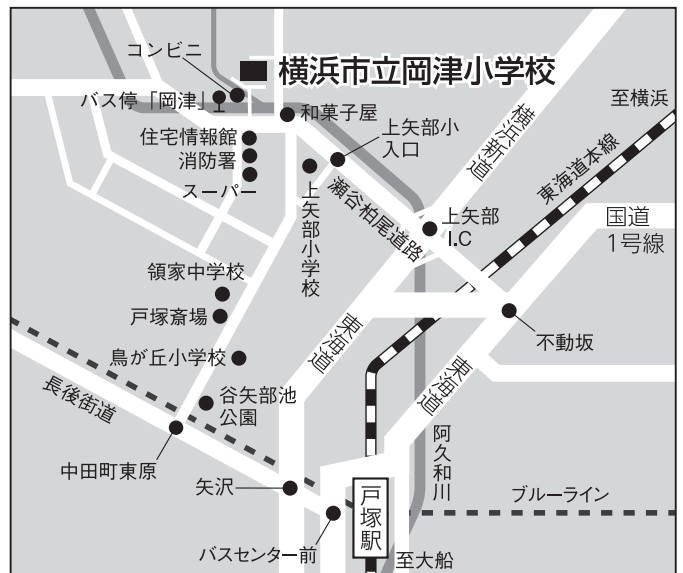 コンビニ
横浜市立岡津小学校
バス停「岡津」
和菓子屋
住宅情報館
消防署
スーパー
上矢部小
入口
上矢部小学校
瀬谷柏尾道路
横浜新道
至横浜
東海道本線
上矢部
I.C
国道
1号線
領家中学校
戸塚斎場
鳥が丘小学校
谷矢部池
公園
長後街道
中田町東原
東海道
東海道
不動坂
阿久和川
矢沢
バスセンター前
戸塚駅
ブルーライン
至大船